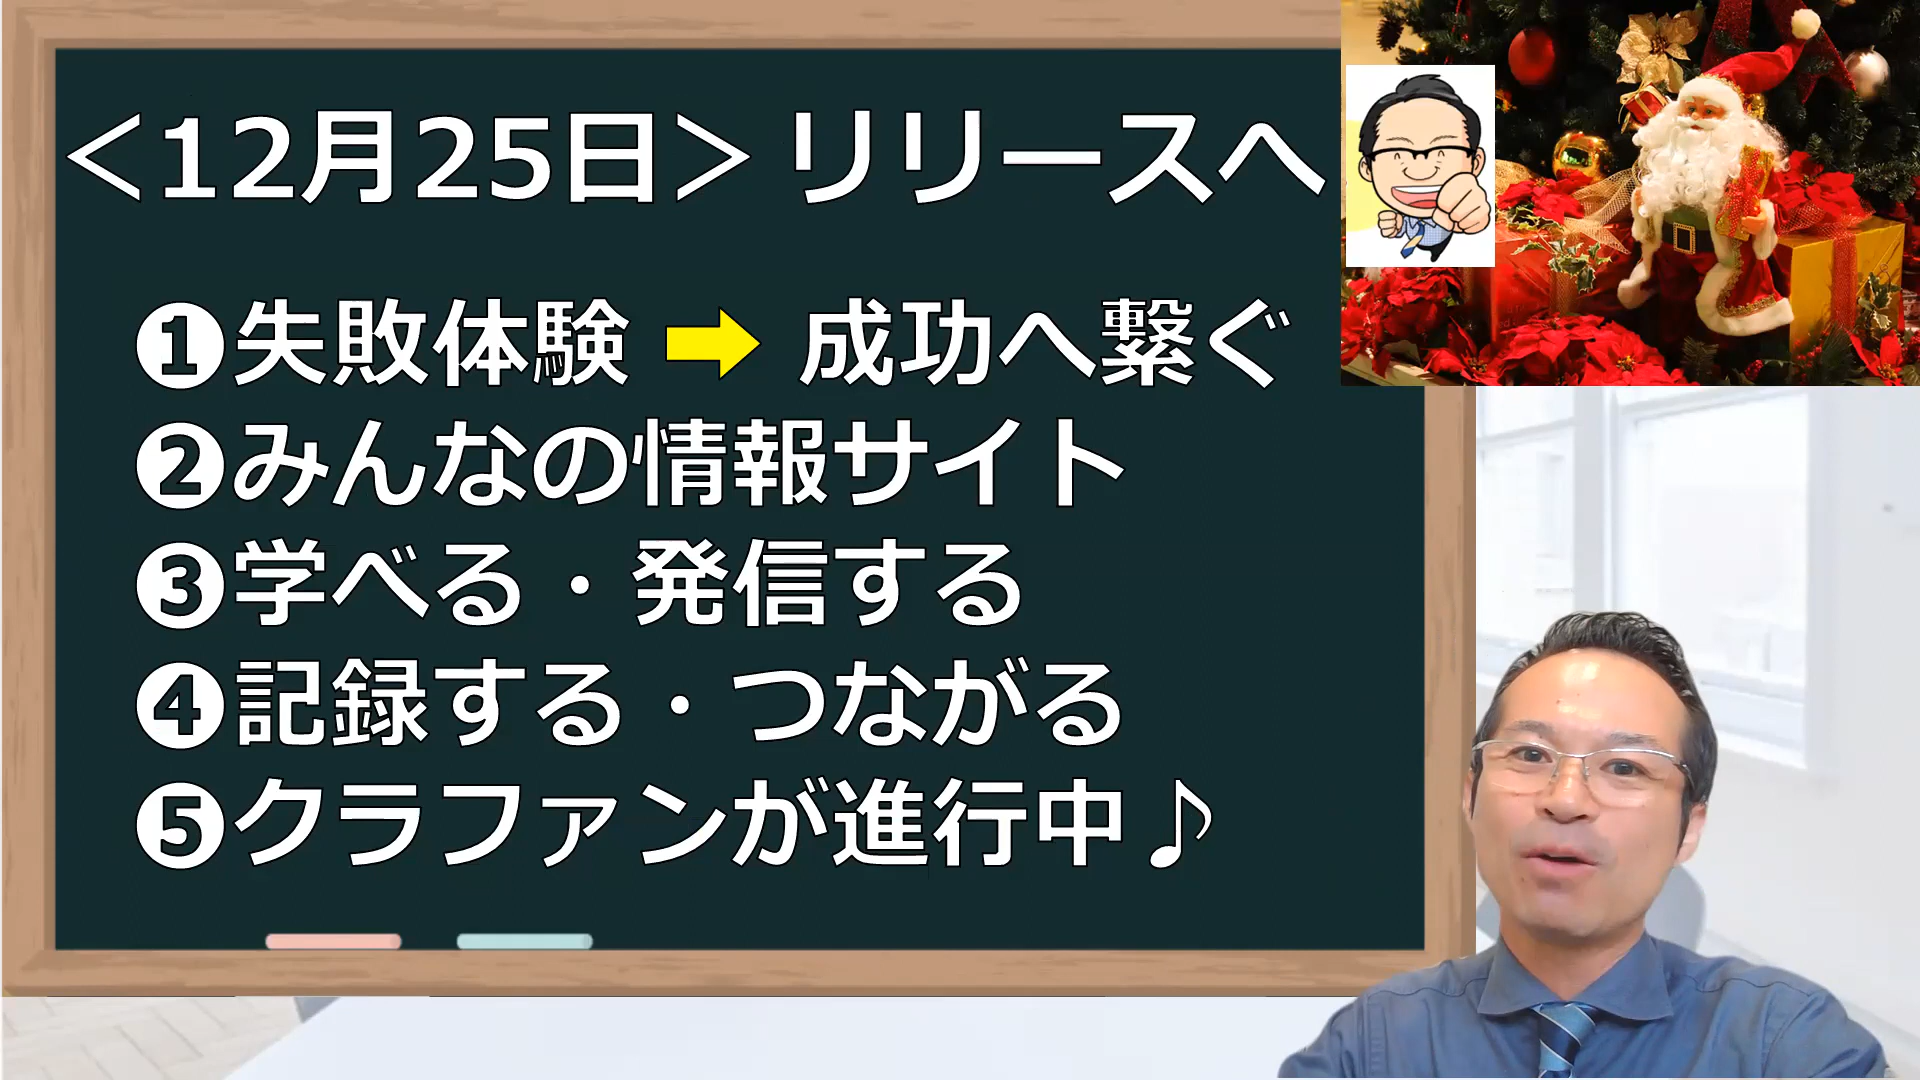 ＜12月25日＞リリースへ
❶失敗体験 ➡ 成功へ繋ぐ
❷みんなの情報サイト
❸学べる・発信する
❹記録する・つながる
❺クラファンが進行中♪